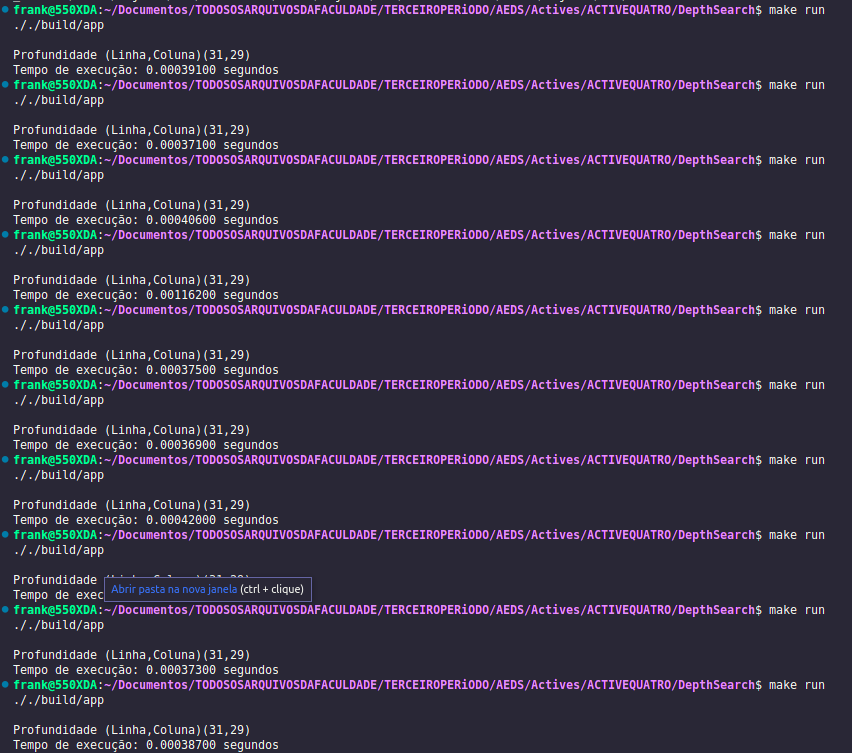 frank@550XDA:~/Documentos/TODOSOSARQUIVOSDAFACULDADE/TERCEIROPERiODO/AEDS/Actives/ACTIVEQUATRO/DepthSearch$ make run
././build/app
Profundidade (Linha,Coluna)(31,29)
Tempo de execução: 0.00039100 segundos
frank@550XDA:~/Documentos/TODOSOSARQUIVOSDAFACULDADE/TERCEIROPERiODO/AEDS/Actives/ACTIVEQUATRO/DepthSearch$ make run
././build/app
Profundidade (Linha,Coluna)(31,29)
Tempo de execução: 0.00037100 segundos
frank@550XDA:~/Documentos/TODOSOSARQUIVOSDAFACULDADE/TERCEIROPERiODO/AEDS/Actives/ACTIVEQUATRO/DepthSearch$ make run
././build/app
Profundidade (Linha,Coluna)(31,29)
Tempo de execução: 0.00040600 segundos
frank@550XDA:~/Documentos/TODOSOSARQUIVOSDAFACULDADE/TERCEIROPERiODO/AEDS/Actives/ACTIVEQUATRO/DepthSearch$ make run
././build/app
Profundidade (Linha,Coluna)(31,29)
Tempo de execução: 0.00116200 segundos
frank@550XDA:~/Documentos/TODOSOSARQUIVOSDAFACULDADE/TERCEIROPERiODO/AEDS/Actives/ACTIVEQUATRO/DepthSearch$ make run
././build/app
Profundidade (Linha,Coluna)(31,29)
Tempo de execução: 0.00037500 segundos
frank@550XDA:~/Documentos/TODOSOSARQUIVOSDAFACULDADE/TERCEIROPERiODO/AEDS/Actives/ACTIVEQUATRO/DepthSearch$ make run
././build/app
Profundidade (Linha,Coluna)(31,29)
Tempo de execução: 0.00036900 segundos
frank@550XDA:~/Documentos/TODOSOSARQUIVOSDAFACULDADE/TERCEIROPERiODO/AEDS/Actives/ACTIVEQUATRO/DepthSearch$ make run
././build/app
Profundidade (Linha,Coluna)(31,29)
Tempo de execução: 0.00042000 segundos
frank@550XDA:~/Documentos/TODOSOSARQUIVOSDAFACULDADE/TERCEIROPERiODO/AEDS/Actives/ACTIVEQUATRO/DepthSearch$ make run
././build/app
Profundidade
Tempo de exec
Abrir pasta na nova janela (ctrl + clique)
frank@550XDA:~/Documentos/TODOSOSARQUIVOSDAFACULDADE/TERCEIROPERiODO/AEDS/Actives/ACTIVEQUATRO/DepthSearch$ make run
././build/app
Profundidade (Linha,Coluna)(31,29)
Tempo de execução: 0.00037300 segundos
frank@550XDA:~/Documentos/TODOSOSARQUIVOSDAFACULDADE/TERCEIROPERiODO/AEDS/Actives/ACTIVEQUATRO/DepthSearch$ make run
././build/app
Profundidade (Linha,Coluna)(31,29)
Tempo de execução: 0.00038700 segundos